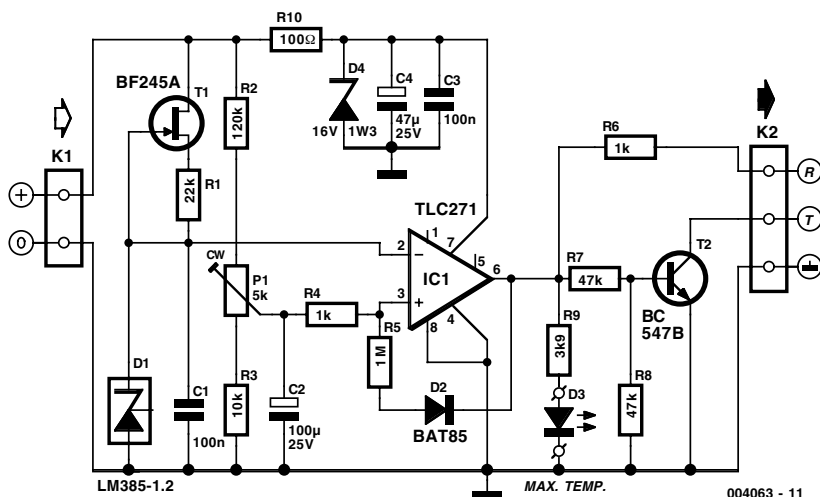 R10
100Ω
BF245A
T1
R2
120k
D4
16V
1W3
C4
47µ
25V
C3
100n
K1
+
0
R1
22k
TLC271
R6
1k
K2
R
T
T2
CW
P1
5k
R4
1k
2
−
3
+
1
7
5
6
IC1
8
4
R7
47k
BC
547B
R5
1M
R9
3k9
D1
C1
100n
R3
10k
C2
100µ
25V
D2
BAT85
D3
R8
47k
LM385-1.2
MAX. TEMP.
004063 - 11